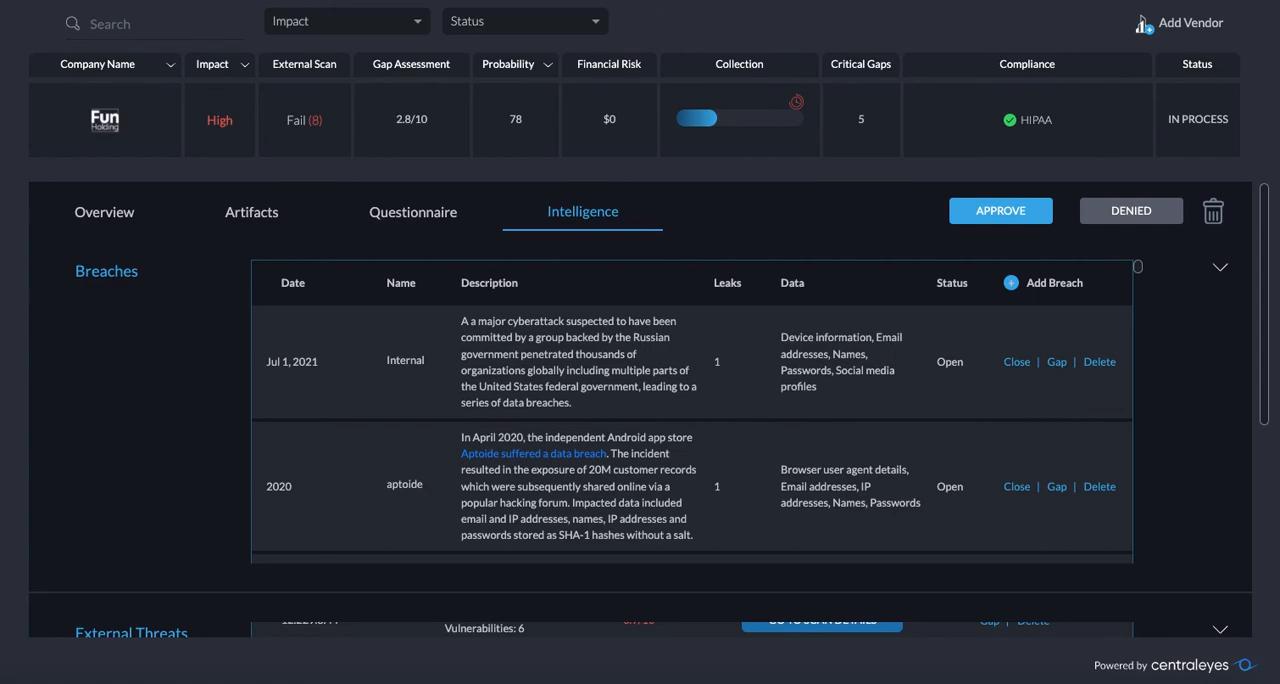 Search
Impact
Status
Add Vendor
Company Name
Impact
External Scan
Gap Assessment
Probability
Financial Risk
Collection
Critical Gaps
Compliance
Status
Fun
Holding
High
Fail (8)
2.8/10
78
$0
5
HIPAA
IN PROCESS
Overview
Artifacts
Questionnaire
Intelligence
APPROVE
DENIED
Breaches
Date
Name
Description
Leaks
Data
Status
Add Breach
Jul 1, 2021
Internal
A a major cyberattack suspected to have been
committed by a group backed by the Russian
government penetrated thousands of
organizations globally including multiple parts of
the United States federal government, leading to a
series of data breaches.
1
Device information, Email
addresses, Names,
Passwords, Social media
profiles
Open
Close | Gap | Delete
2020
aptoide
In April 2020, the independent Android app store
Aptoide suffered a data breach. The incident
resulted in the exposure of 20M customer records
which were subsequently shared online via a
popular hacking forum. Impacted data included
email and IP addresses, names, IP addresses and
passwords stored as SHA-1 hashes without a salt.
1
Browser user agent details,
Email addresses, IP
addresses, Names, Passwords
Open
Close | Gap | Delete
External Threats
Vulnerabilities: 6
GO TO SCAN DETAILS
Gap | Delete
Powered by centraleyes